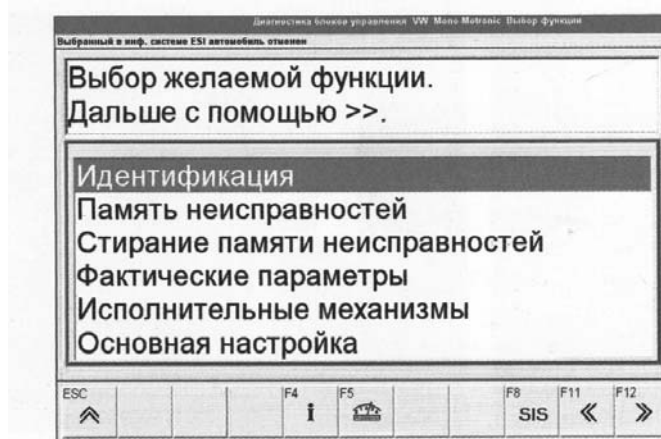 Диагностика блоков управления VW Mono Motronic Выбор функции
Выбранный в инф. системе ESI автомобиль отменен
Выбор желаемой функции.
Дальше с помощью >>.
Идентификация
Память неисправностей
Стирание памяти неисправностей
Фактические параметры
Исполнительные механизмы
Основная настройка
ESC F4 F5 F8 F11 F12
i SIS « »